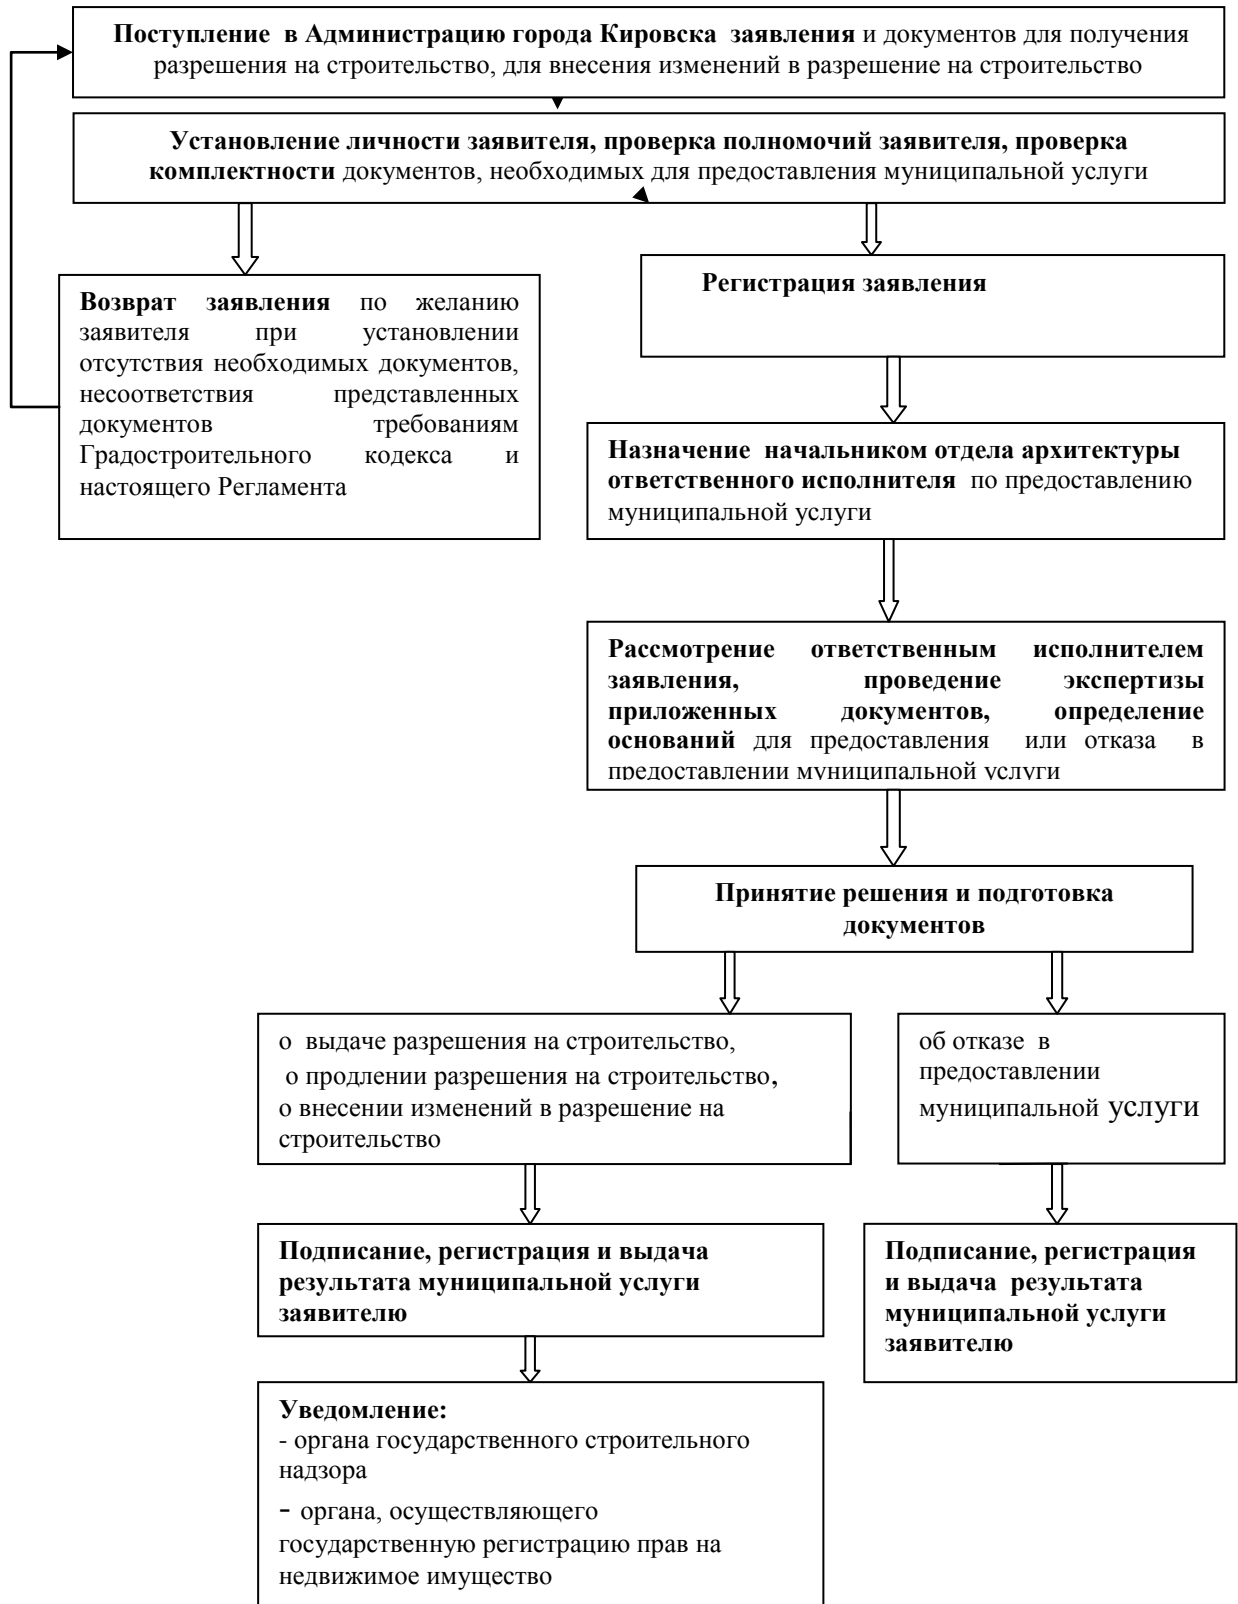 Поступление в Администрацию города Кировска заявления и документов для получения
разрешения на строительство, для внесения изменений в разрешение на строительство
Установление личности заявителя, проверка полномочий заявителя, проверка
комплектности документов, необходимых для предоставления муниципальной услуги
Возврат заявления по желанию
заявителя при установлении
отсутствия необходимых документов,
несоответствия представленных
документов требованиям
Градостроительного кодекса и
настоящего Регламента
Регистрация заявления
Назначение начальником отдела архитектуры
ответственного исполнителя по предоставлению
муниципальной услуги
Рассмотрение ответственным исполнителем
заявления, проведение экспертизы
приложенных документов, определение
оснований для предоставления или отказа в
предоставлении муниципальной услуги
Принятие решения и подготовка
документов
о выдаче разрешения на строительство,
о продлении разрешения на строительство,
о внесении изменений в разрешение на
строительство
об отказе в
предоставлении
муниципальной услуги
Подписание, регистрация и выдача
результата муниципальной услуги
заявителю
Подписание, регистрация
и выдача результата
муниципальной услуги
заявителю
Уведомление:
- органа государственного строительного
надзора
- органа, осуществляющего
государственную регистрацию прав на
недвижимое имущество